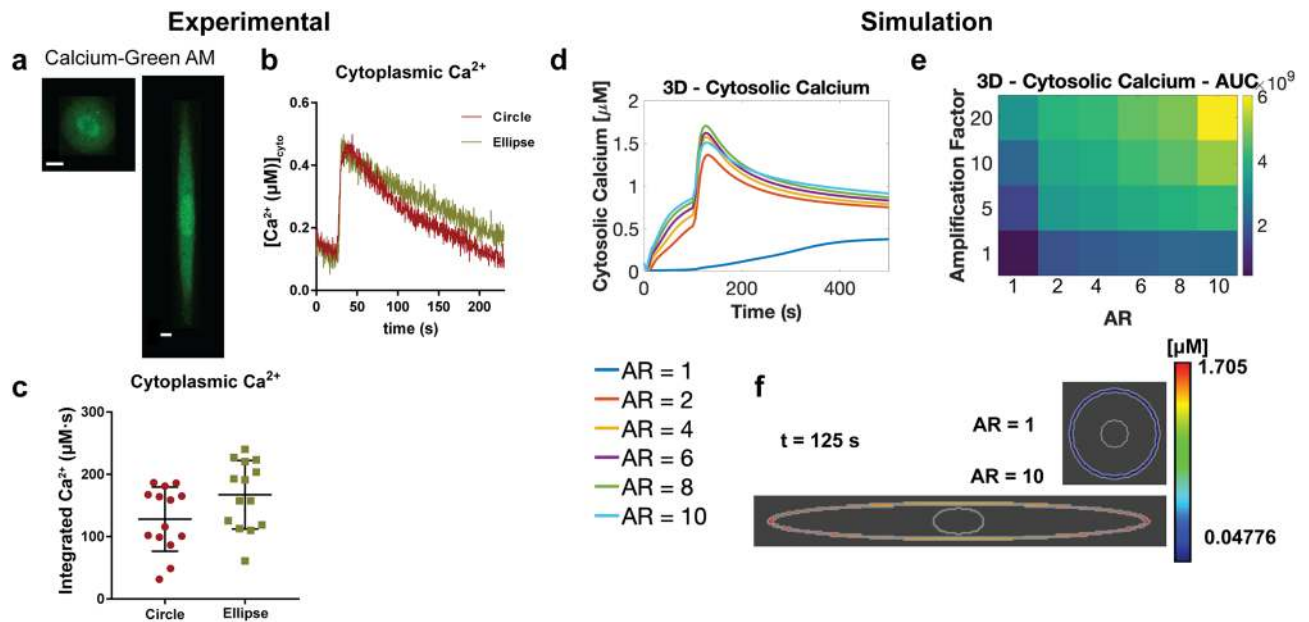 Experimental
Simulation
a
Calcium-Green AM
b
Cytoplasmic Ca²⁺
Circle
Ellipse
[Ca²⁺ (µM)]cyto
0.6
0.4
0.2
0.0
0 50 100 150 200
time (s)
c
Cytoplasmic Ca²⁺
Integrated Ca²⁺ (µM·s)
300
200
100
0
Circle Ellipse
d
3D - Cytosolic Calcium
Cytosolic Calcium [µM]
2
1.5
1
0.5
0
0 200 400
Time (s)
AR = 1
AR = 2
AR = 4
AR = 6
AR = 8
AR = 10
e
3D - Cytosolic Calcium - AUC
×10⁹
Amplification Factor
20
10
5
1
1 2 4 6 8 10
AR
6
4
2
f
t = 125 s
AR = 1
AR = 10
[µM]
1.705
0.04776